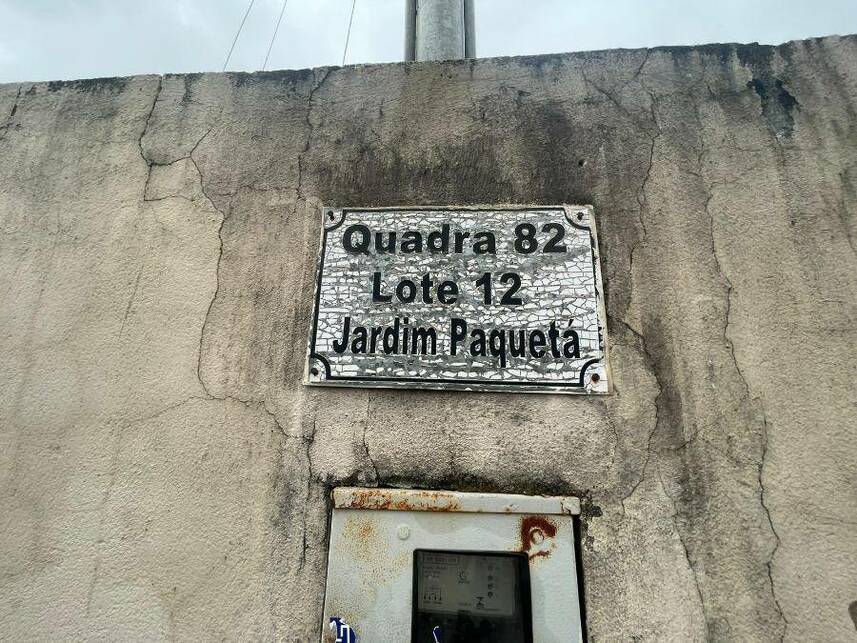 Quadra 82
Lote 12
Jardim Paquetá